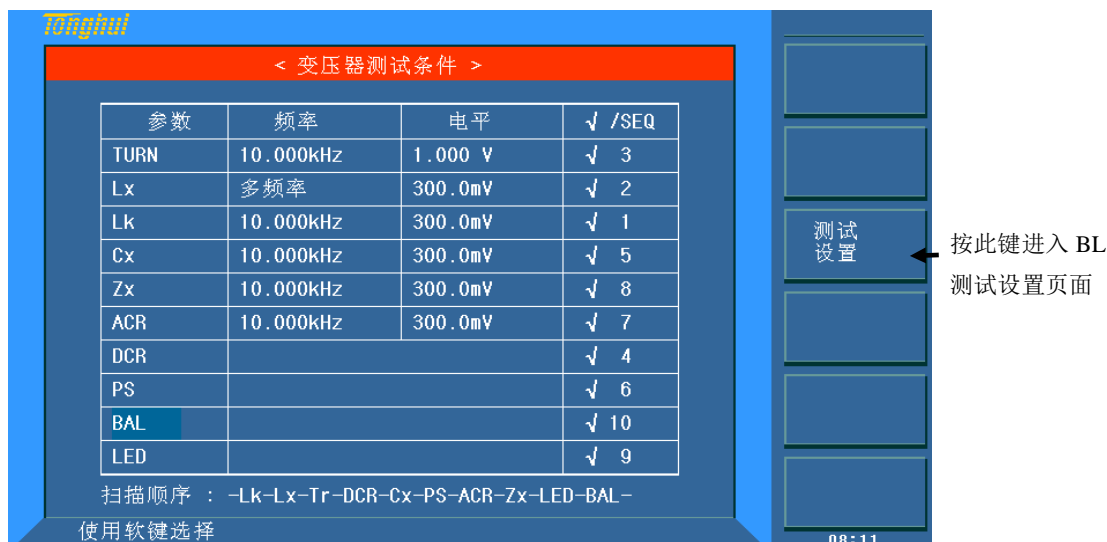 Tonghui
< 变压器测试条件 >
参数 频率 电平 √ /SEQ
TURN 10.000kHz 1.000 V √ 3
Lx 多频率 300.0mV √ 2
Lk 10.000kHz 300.0mV √ 1
Cx 10.000kHz 300.0mV √ 5
Zx 10.000kHz 300.0mV √ 8
ACR 10.000kHz 300.0mV √ 7
DCR √ 4
PS √ 6
BAL √ 10
LED √ 9
扫描顺序 : -Lk-Lx-Tr-DCR-Cx-PS-ACR-Zx-LED-BAL-
使用软键选择
测试
设置
08:11
按此键进入 BL
测试设置页面